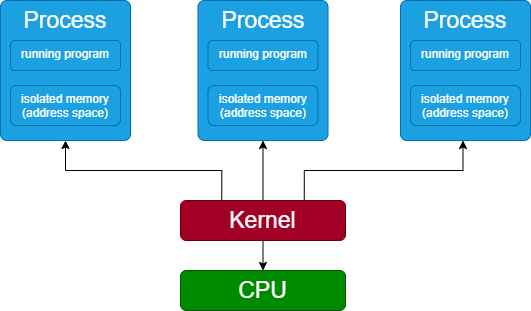 Process
running program
isolated memory
(address space)
Process
running program
isolated memory
(address space)
Process
running program
isolated memory
(address space)
Kernel
CPU